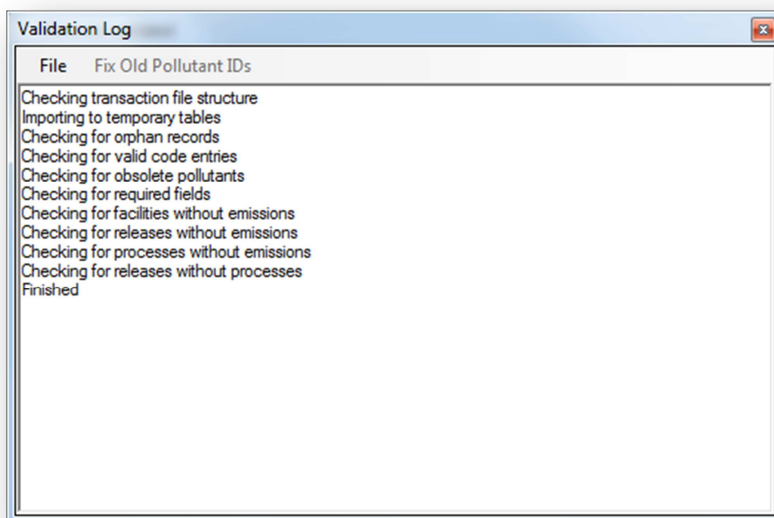 Validation Log
File Fix Old Pollutant IDs
Checking transaction file structure
Importing to temporary tables
Checking for orphan records
Checking for valid code entries
Checking for obsolete pollutants
Checking for required fields
Checking for facilities without emissions
Checking for releases without emissions
Checking for processes without emissions
Checking for releases without processes
Finished